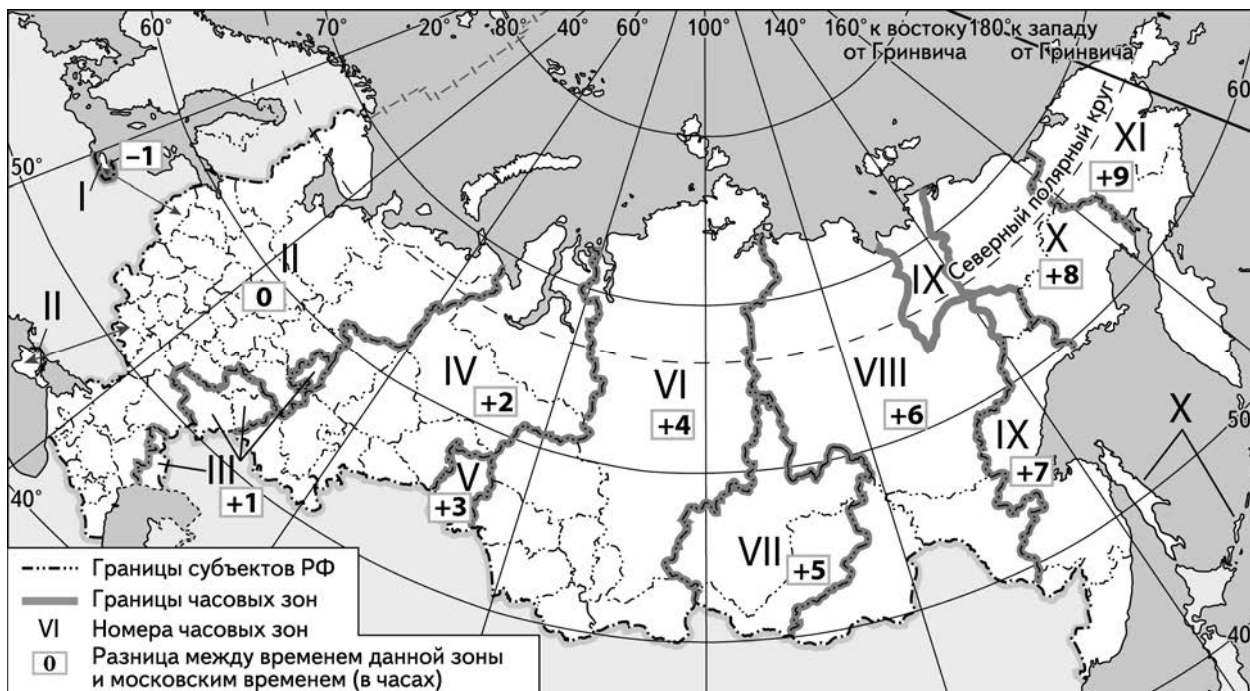 60° 70° 20° 40° 60° 100° 140° 160° к востоку 180° к западу
от Гринвича от Гринвича
60°
Северный полярный круг
XI
+9
–1
50°
I
II
0
II
X
+8
IX
IV
+2
VI
+4
VIII
+6
X
IX
+7
50°
V
+3
III
+1
40°
VII
+5
40°
Границы субъектов РФ
Границы часовых зон
VI Номера часовых зон
0 Разница между временем данной зоны
и московским временем (в часах)